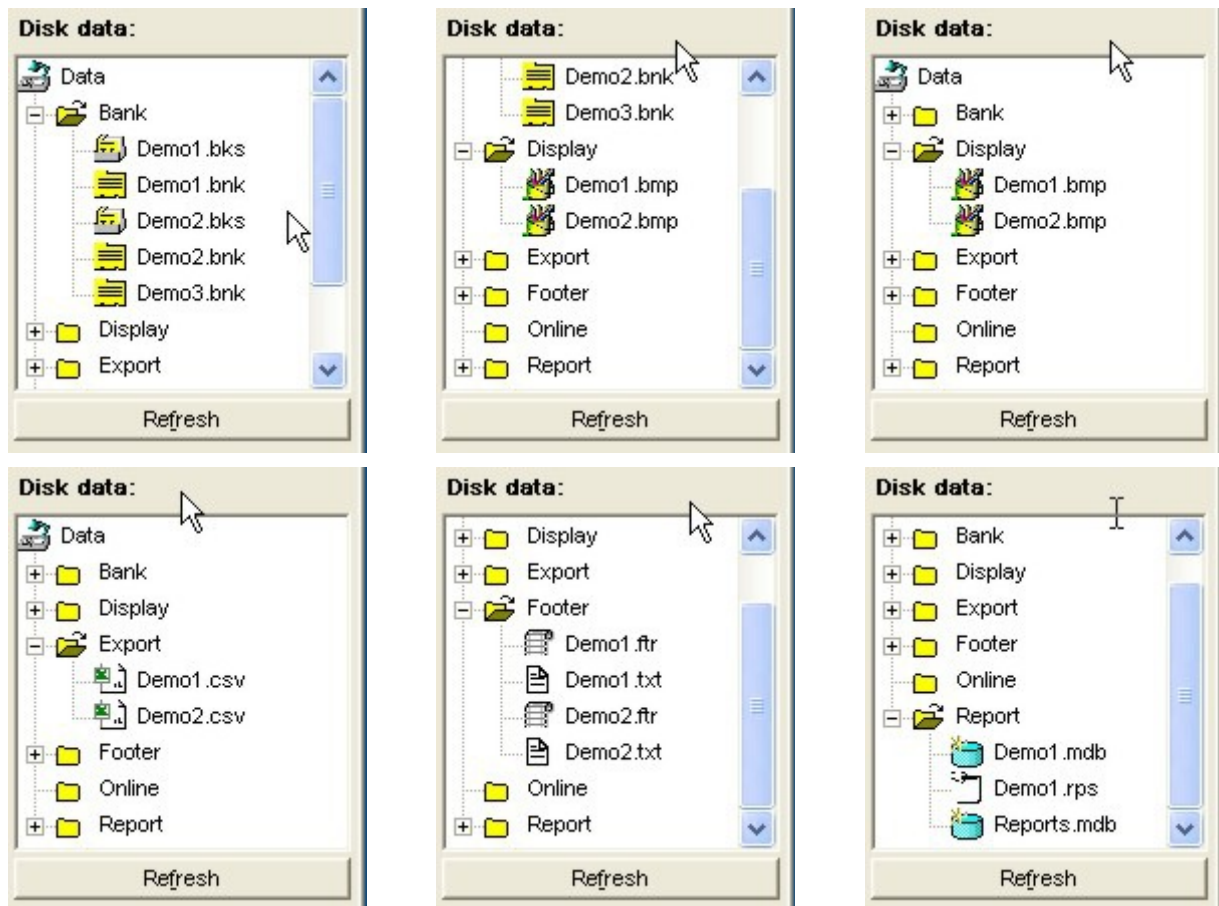 Disk data:
Data
Bank
Demo1.bks
Demo1.bnk
Demo2.bks
Demo2.bnk
Demo3.bnk
Display
Export
Refresh
Disk data:
Demo2.bnk
Demo3.bnk
Display
Demo1.bmp
Demo2.bmp
Export
Footer
Online
Report
Refresh
Disk data:
Data
Bank
Display
Demo1.bmp
Demo2.bmp
Export
Footer
Online
Report
Refresh
Disk data:
Data
Bank
Display
Export
Demo1.csv
Demo2.csv
Footer
Online
Report
Refresh
Disk data:
Display
Export
Footer
Demo1.ftr
Demo1.txt
Demo2.ftr
Demo2.txt
Online
Report
Refresh
Disk data:
Bank
Display
Export
Footer
Online
Report
Demo1.mdb
Demo1.rps
Reports.mdb
Refresh